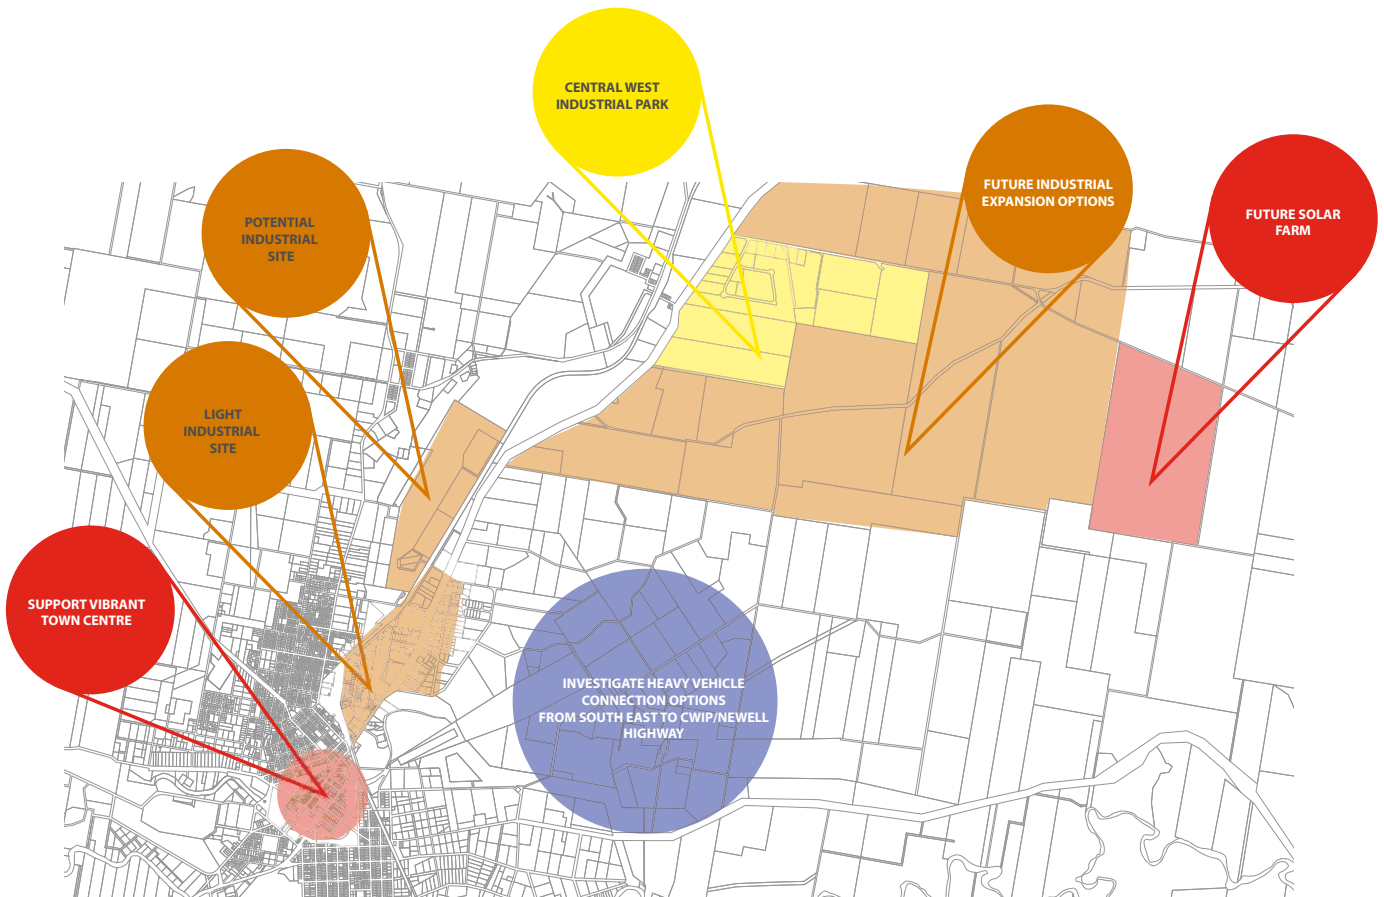 CENTRAL WEST
INDUSTRIAL PARK
FUTURE INDUSTRIAL
EXPANSION OPTIONS
FUTURE SOLAR
FARM
POTENTIAL
INDUSTRIAL
SITE
LIGHT
INDUSTRIAL
SITE
SUPPORT VIBRANT
TOWN CENTRE
INVESTIGATE HEAVY VEHICLE
CONNECTION OPTIONS
FROM SOUTH EAST TO CWIP/NEWELL
HIGHWAY